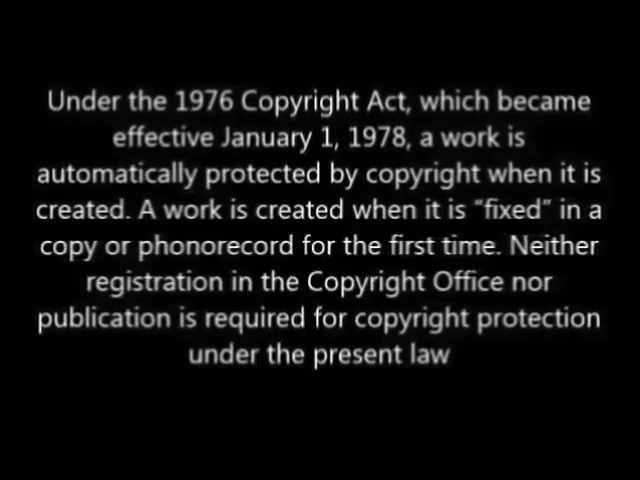 Under the 1976 Copyright Act, which became
effective January 1, 1978, a work is
automatically protected by copyright when it is
created. A work is created when it is “fixed” in a
copy or phonorecord for the first time. Neither
registration in the Copyright Office nor
publication is required for copyright protection
under the present law